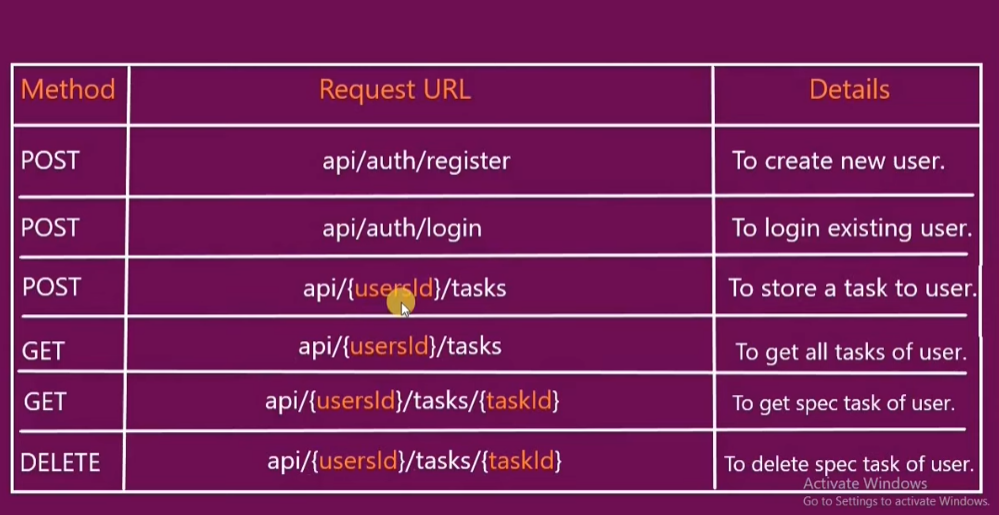 Method Request URL Details
POST api/auth/register To create new user.
POST api/auth/login To login existing user.
POST api/{usersId}/tasks To store a task to user.
GET api/{usersId}/tasks To get all tasks of user.
GET api/{usersId}/tasks/{taskId} To get spec task of user.
DELETE api/{usersId}/tasks/{taskId} To delete spec task of user.
Activate Windows
Go to Settings to activate Windows.